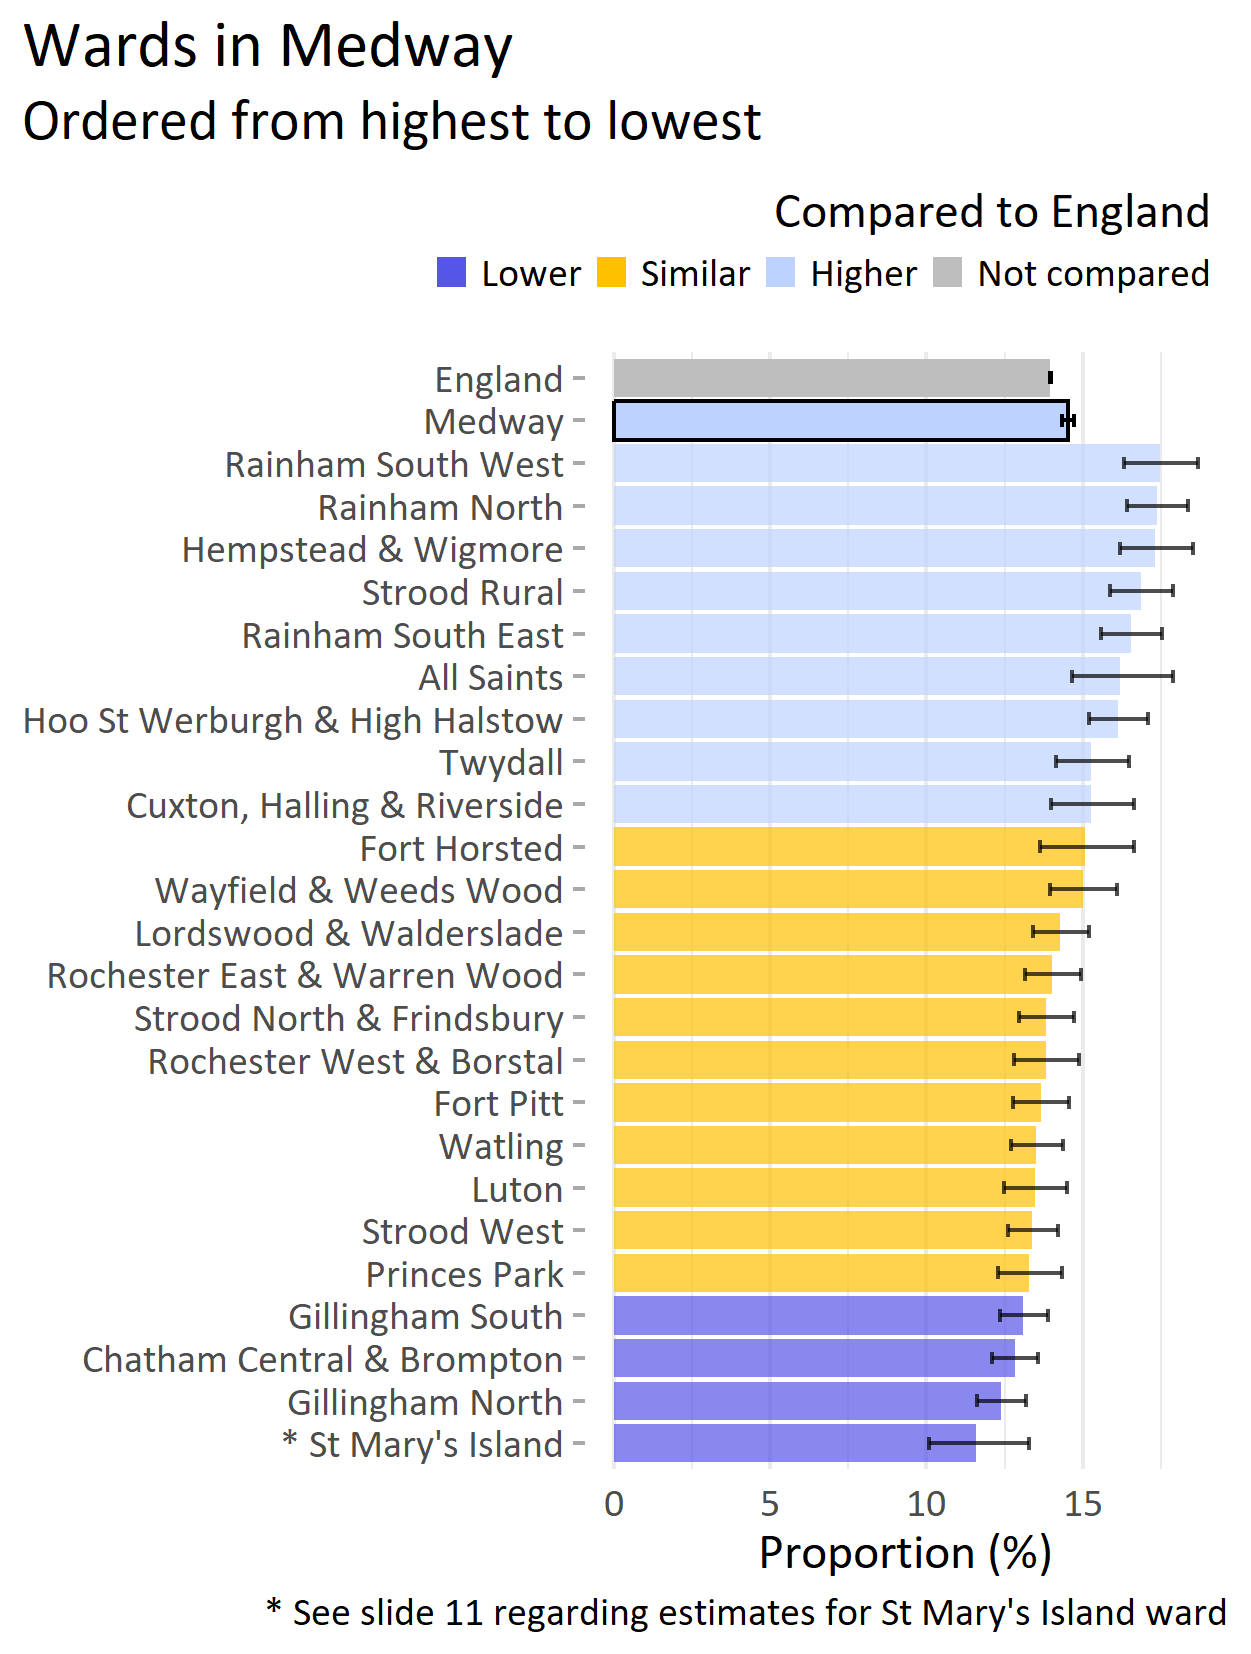 Wards in Medway
Ordered from highest to lowest
Compared to England
Lower Similar Higher Not compared
England
Medway
Rainham South West
Rainham North
Hempstead & Wigmore
Strood Rural
Rainham South East
All Saints
Hoo St Werburgh & High Halstow
Twydall
Cuxton, Halling & Riverside
Fort Horsted
Wayfield & Weeds Wood
Lordswood & Walderslade
Rochester East & Warren Wood
Strood North & Frindsbury
Rochester West & Borstal
Fort Pitt
Watling
Luton
Strood West
Princes Park
Gillingham South
Chatham Central & Brompton
Gillingham North
* St Mary's Island
0 5 10 15
Proportion (%)
* See slide 11 regarding estimates for St Mary's Island ward